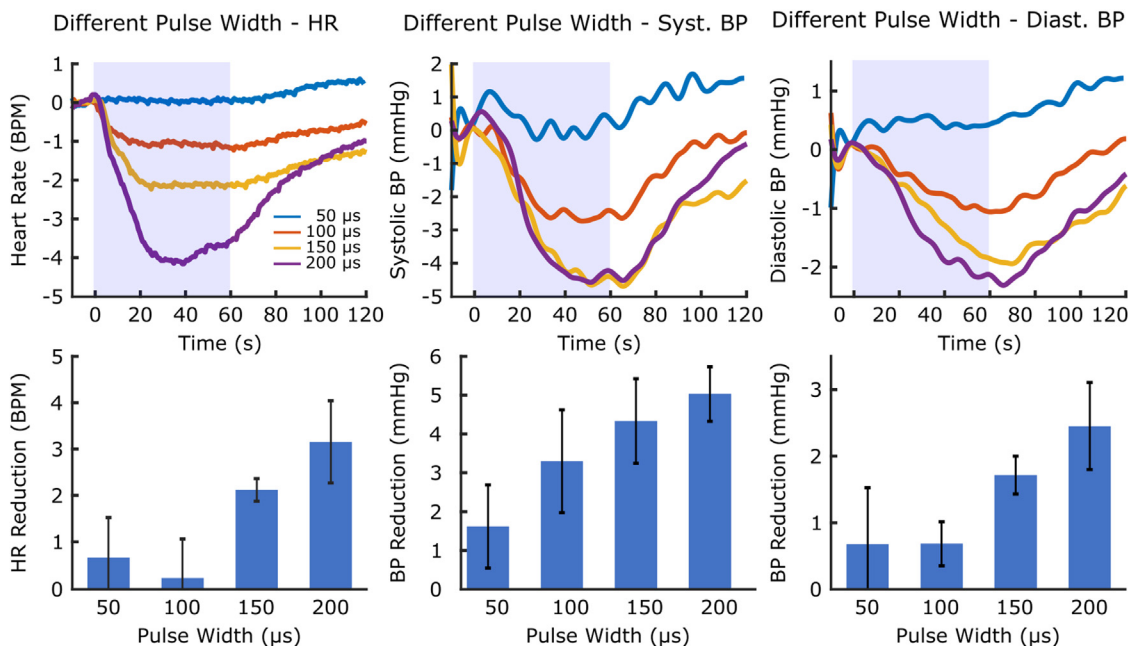 Different Pulse Width - HR
Different Pulse Width - Syst. BP
Different Pulse Width - Diast. BP
Heart Rate (BPM)
1
0
-1
-2
-3
-4
-5
50 µs
100 µs
150 µs
200 µs
0 20 40 60 80 100 120
Time (s)
Systolic BP (mmHg)
2
1
0
-1
-2
-3
-4
-5
0 20 40 60 80 100 120
Time (s)
Diastolic BP (mmHg)
1
0
-1
-2
0 20 40 60 80 100 120
Time (s)
HR Reduction (BPM)
5
4
3
2
1
0
50 100 150 200
Pulse Width (µs)
BP Reduction (mmHg)
6
5
4
3
2
1
0
50 100 150 200
Pulse Width (µs)
BP Reduction (mmHg)
3
2
1
0
50 100 150 200
Pulse Width (µs)